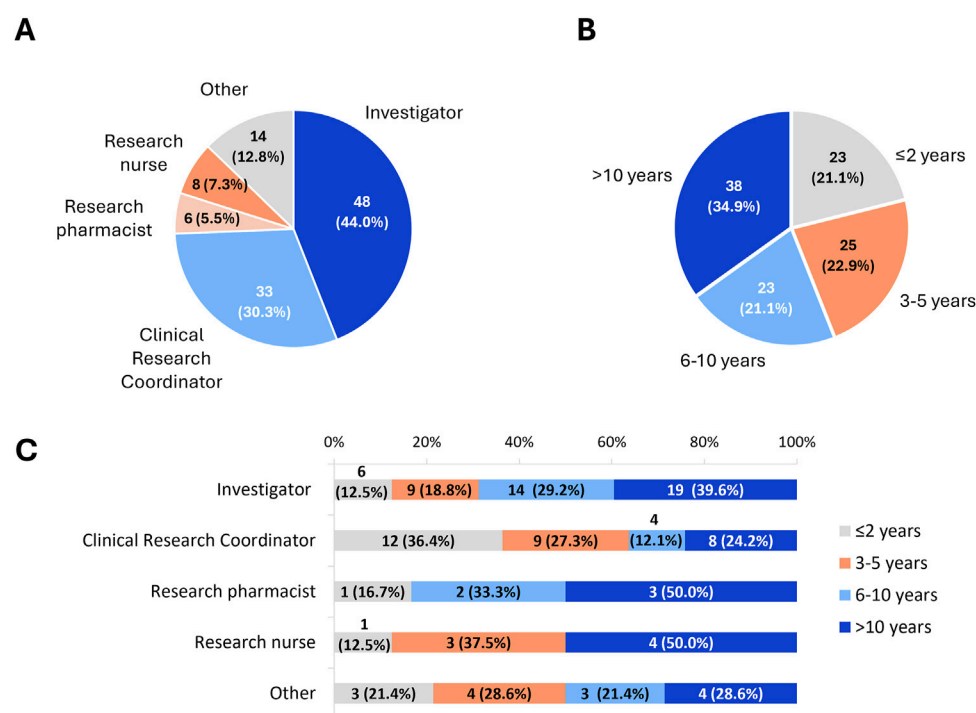 A
Other
Investigator
Research
nurse
Research
pharmacist
Clinical
Research
Coordinator
14
(12.8%)
8 (7.3%)
6 (5.5%)
48
(44.0%)
33
(30.3%)
B
>10 years
≤2 years
3-5 years
6-10 years
38
(34.9%)
23
(21.1%)
25
(22.9%)
23
(21.1%)
C
0% 20% 40% 60% 80% 100%
Investigator
6
(12.5%) 9 (18.8%) 14 (29.2%) 19 (39.6%)
Clinical Research Coordinator
4
12 (36.4%) 9 (27.3%) (12.1%) 8 (24.2%)
Research pharmacist
1 (16.7%) 2 (33.3%) 3 (50.0%)
Research nurse
1
(12.5%) 3 (37.5%) 4 (50.0%)
Other
3 (21.4%) 4 (28.6%) 3 (21.4%) 4 (28.6%)
≤2 years
3-5 years
6-10 years
>10 years